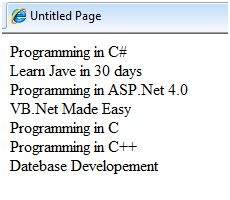 Untitled Page
Programming in C#
Learn Jave in 30 days
Programming in ASP.Net 4.0
VB.Net Made Easy
Programming in C
Programming in C++
Datebase Developement